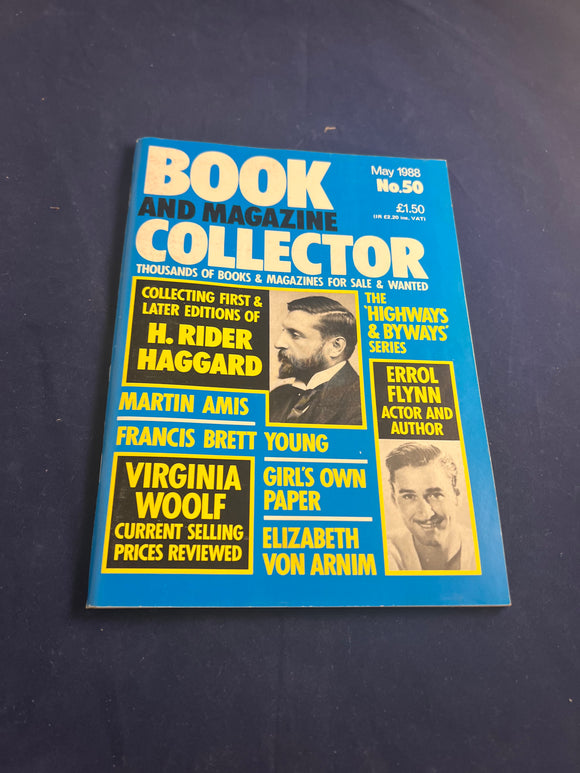 BOOK
AND MAGAZINE
COLLECTOR
May 1988
No.50
£1.50
(IR £2.20 inc. VAT)
THOUSANDS OF BOOKS & MAGAZINES FOR SALE & WANTED
COLLECTING FIRST &
LATER EDITIONS OF
H. RIDER
HAGGARD
THE
'HIGHWAYS
& BYWAYS'
SERIES
ERROL
FLYNN
ACTOR AND
AUTHOR
MARTIN AMIS
FRANCIS BRETT YOUNG
VIRGINIA
WOOLF
CURRENT SELLING
PRICES REVIEWED
GIRL'S OWN
PAPER
ELIZABETH
VON ARNIM